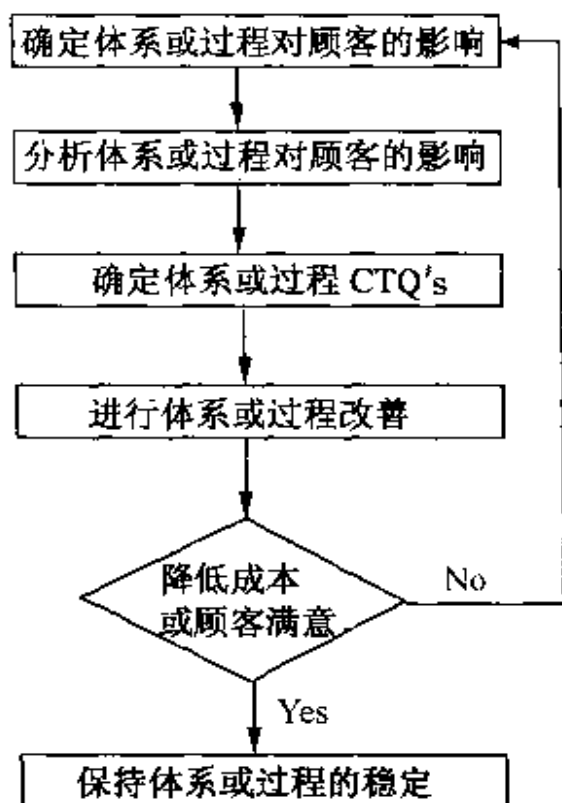 确定体系或过程对顾客的影响
分析体系或过程对顾客的影响
确定体系或过程 CTQ's
进行体系或过程改善
降低成本
或顾客满意
No
Yes
保持体系或过程的稳定